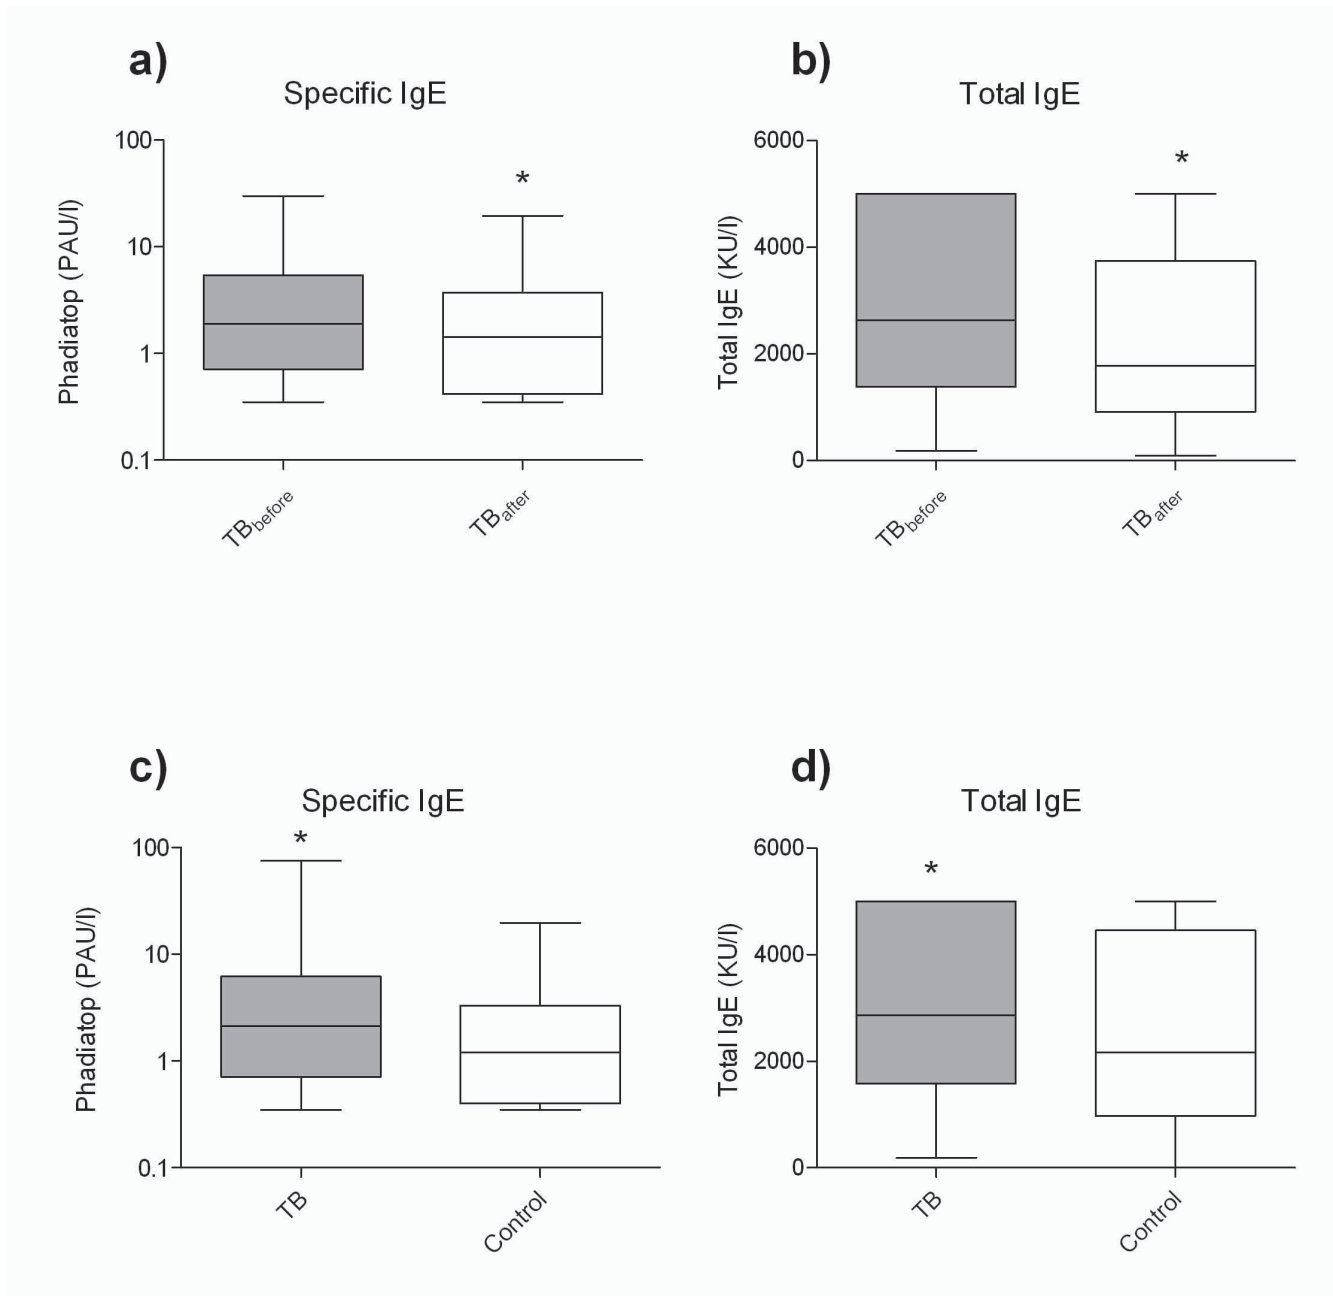 a)
Specific IgE
*
100
10
1
0.1
Phadiatop (PAU/l)
TBbefore
TBafter
b)
Total IgE
*
6000
4000
2000
0
Total IgE (KU/l)
TBbefore
TBafter
c)
Specific IgE
*
100
10
1
0.1
Phadiatop (PAU/l)
TB
Control
d)
Total IgE
*
6000
4000
2000
0
Total IgE (KU/l)
TB
Control